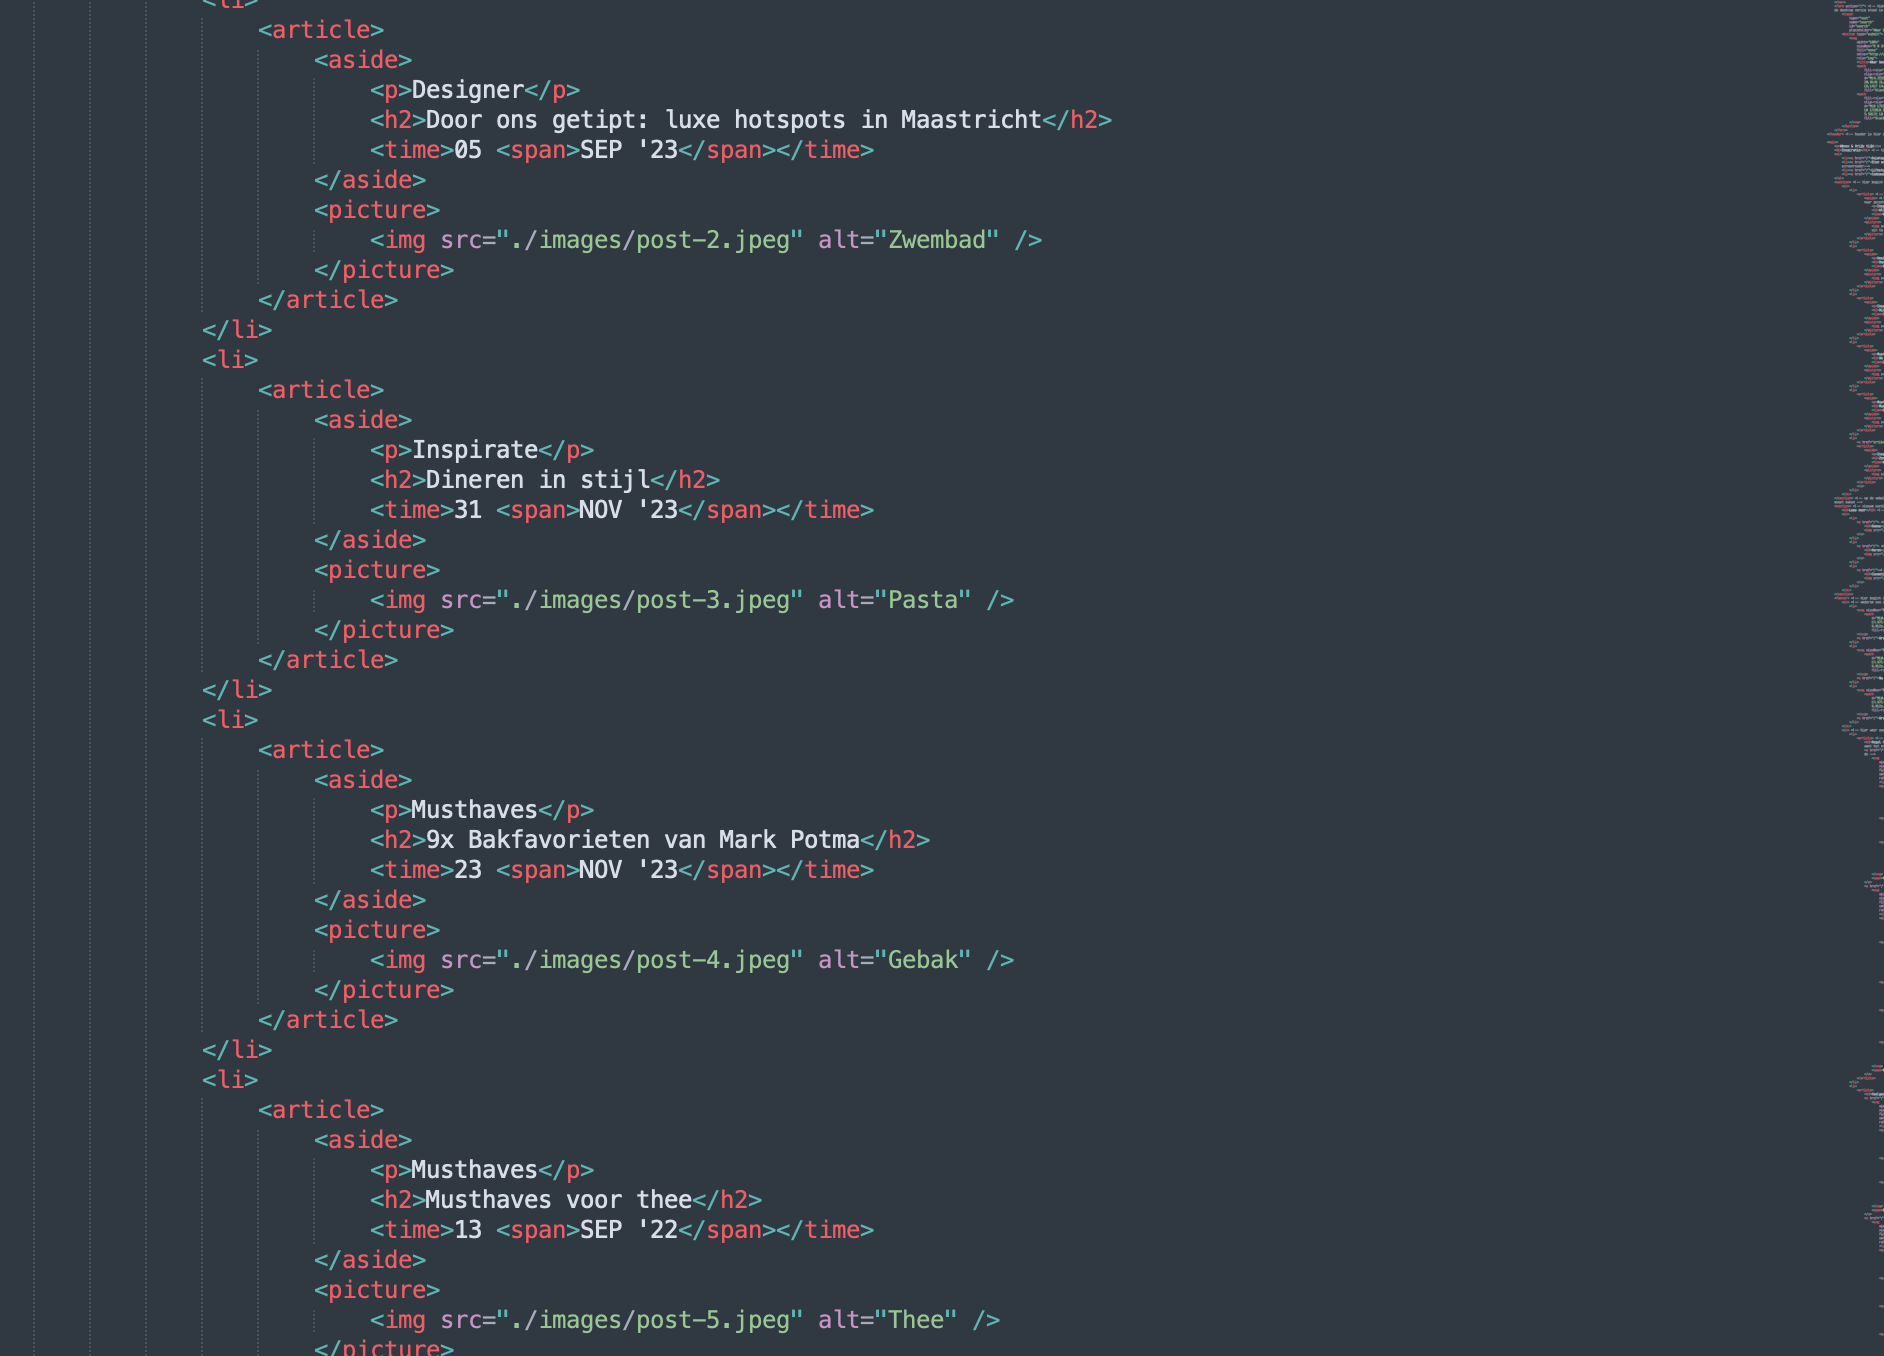 <li>
<article>
<aside>
<p>Designer</p>
<h2>Door ons getipt: luxe hotspots in Maastricht</h2>
<time>05 <span>SEP '23</span></time>
</aside>
<picture>
<img src="./images/post-2.jpeg" alt="Zwembad" />
</picture>
</article>
</li>
<li>
<article>
<aside>
<p>Inspirate</p>
<h2>Dineren in stijl</h2>
<time>31 <span>NOV '23</span></time>
</aside>
<picture>
<img src="./images/post-3.jpeg" alt="Pasta" />
</picture>
</article>
</li>
<li>
<article>
<aside>
<p>Musthaves</p>
<h2>9x Bakfavorieten van Mark Potma</h2>
<time>23 <span>NOV '23</span></time>
</aside>
<picture>
<img src="./images/post-4.jpeg" alt="Gebak" />
</picture>
</article>
</li>
<li>
<article>
<aside>
<p>Musthaves</p>
<h2>Musthaves voor thee</h2>
<time>13 <span>SEP '22</span></time>
</aside>
<picture>
<img src="./images/post-5.jpeg" alt="Thee" />
</picture>